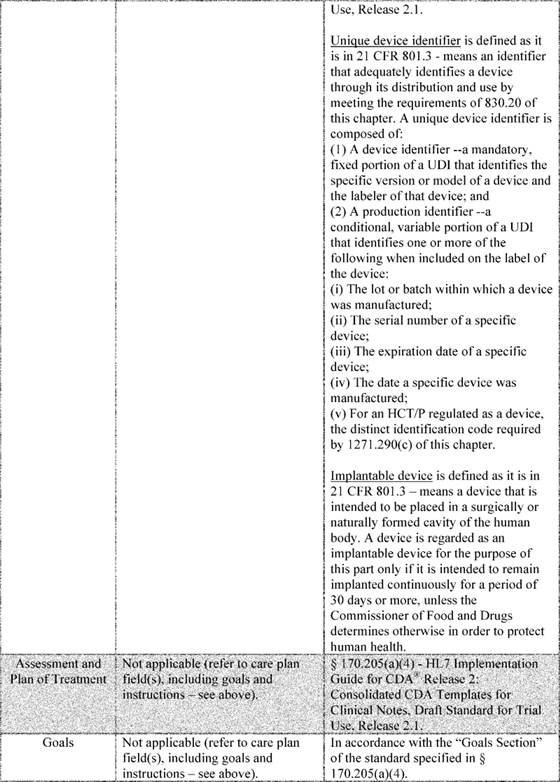 Use, Release 2.1.
Unique device identifier is defined as it
is in 21 CFR 801.3 - means an identifier
that adequately identifies a device
through its distribution and use by
meeting the requirements of 830.20 of
this chapter. A unique device identifier is
composed of:
(1) A device identifier --a mandatory,
fixed portion of a UDI that identifies the
specific version or model of a device and
the labeler of that device; and
(2) A production identifier --a
conditional, variable portion of a UDI
that identifies one or more of the
following when included on the label of
the device:
(i) The lot or batch within which a device
was manufactured;
(ii) The serial number of a specific
device;
(iii) The expiration date of a specific
device;
(iv) The date a specific device was
manufactured;
(v) For an HCT/P regulated as a device,
the distinct identification code required
by 1271.290(c) of this chapter.
Implantable device is defined as it is in
21 CFR 801.3 – means a device that is
intended to be placed in a surgically or
naturally formed cavity of the human
body. A device is regarded as an
implantable device for the purpose of
this part only if it is intended to remain
implanted continuously for a period of
30 days or more, unless the
Commissioner of Food and Drugs
determines otherwise in order to protect
human health.
Assessment and
Plan of Treatment
Not applicable (refer to care plan
field(s), including goals and
instructions – see above).
§ 170.205(a)(4) - HL7 Implementation
Guide for CDA® Release 2:
Consolidated CDA Templates for
Clinical Notes, Draft Standard for Trial
Use, Release 2.1.
Goals
Not applicable (refer to care plan
field(s), including goals and
instructions – see above).
In accordance with the “Goals Section”
of the standard specified in §
170.205(a)(4).